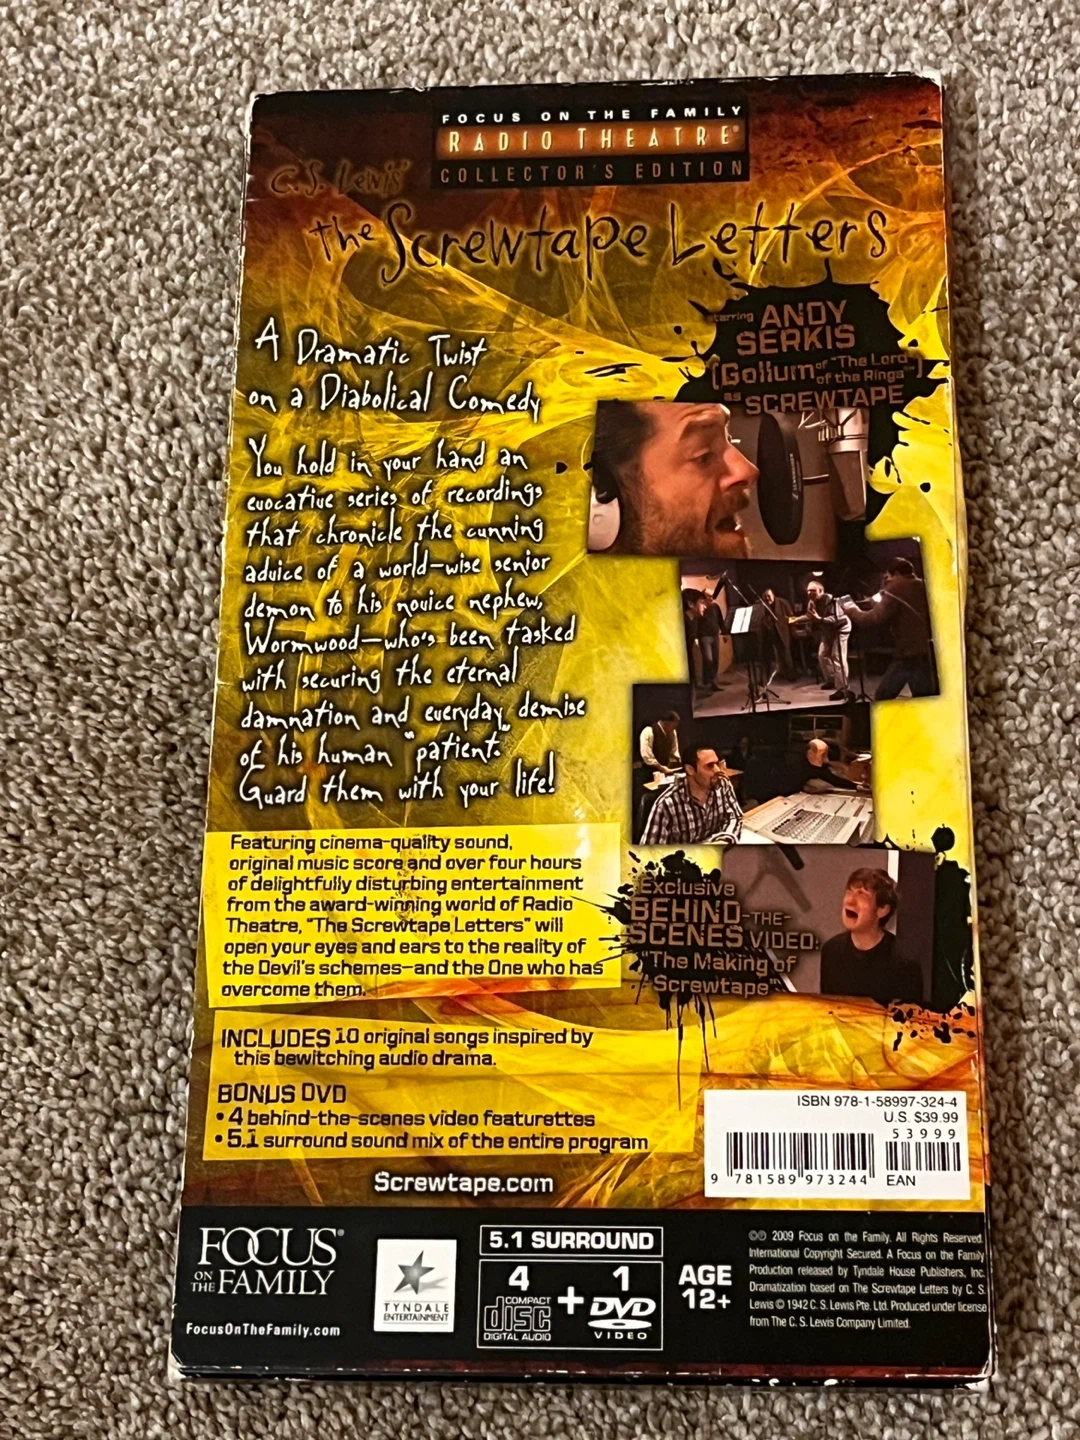 FOCUS ON THE FAMILY
RADIO THEATRE®
COLLECTOR'S EDITION
C.S. Lewis'
the Screwtape Letters
starring ANDY
SERKIS
(Gollum of "The Lord
of the Rings")
as SCREWTAPE
A Dramatic Twist
on a Diabolical Comedy
You hold in your hand an
evocative series of recordings
that chronicle the cunning
advice of a world-wise senior
demon to his novice nephew,
Wormwood—who's been tasked
with securing the eternal
damnation and everyday demise
of his human "patient."
Guard them with your life!
Featuring cinema-quality sound,
original music score and over four hours
of delightfully disturbing entertainment
from the award-winning world of Radio
Theatre, "The Screwtape Letters" will
open your eyes and ears to the reality of
the Devil's schemes—and the One who has
overcome them.
Exclusive
BEHIND-THE-
SCENES VIDEO:
"The Making of
Screwtape"
INCLUDES 10 original songs inspired by
this bewitching audio drama.
BONUS DVD
• 4 behind-the-scenes video featurettes
• 5.1 surround sound mix of the entire program
Screwtape.com
ISBN 978-1-58997-324-4
U.S. $39.99
53999
9 781589 973244
EAN
FOCUS®
ON THE FAMILY
FocusOnTheFamily.com
TYNDALE
ENTERTAINMENT
5.1 SURROUND
4 + 1
COMPACT disc DIGITAL AUDIO
DVD VIDEO
AGE
12+
℗© 2009 Focus on the Family. All Rights Reserved.
International Copyright Secured. A Focus on the Family
Production released by Tyndale House Publishers, Inc.
Dramatization based on The Screwtape Letters by C. S.
Lewis © 1942 C. S. Lewis Pte. Ltd. Produced under license
from The C. S. Lewis Company Limited.